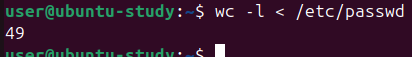 user@ubuntu-study:~$ wc -l < /etc/passwd
49
user@ubuntu-study:~$